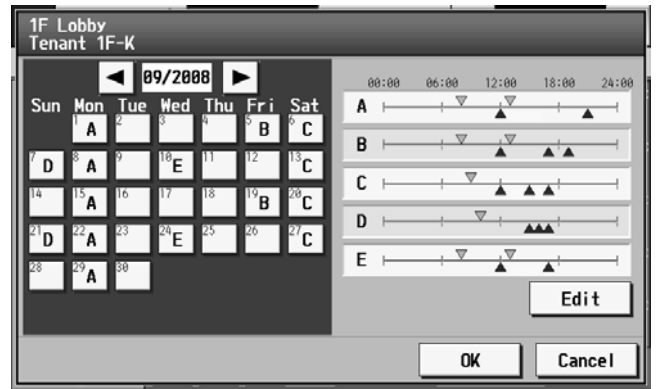 1F Lobby
Tenant 1F-K
09/2008
Sun Mon Tue Wed Thu Fri Sat
1 A 2 3 4 5 B 6 C
7 D 8 A 9 10 E 11 12 13 C
14 15 A 16 17 18 19 B 20 C
21 D 22 A 23 24 E 25 26 27 C
28 29 A 30
00:00 06:00 12:00 18:00 24:00
A
B
C
D
E
Edit
OK Cancel